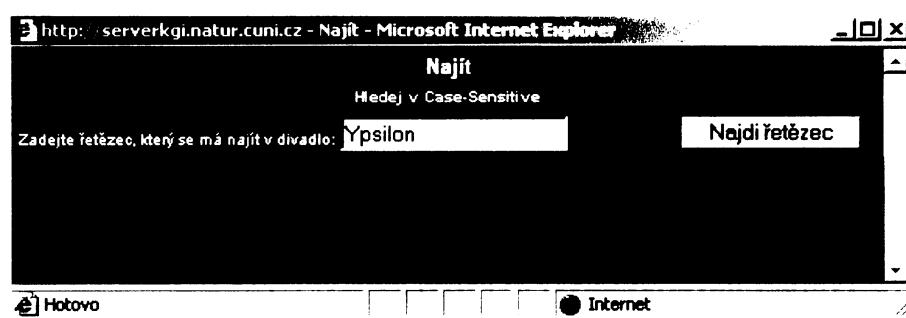 http: serverkgi.natur.cuni.cz - Najít - Microsoft Internet Explorer
Najít
Hledej v Case-Sensitive
Zadejte řetězec, který se má najít v divadlo: Ypsilon Najdi řetězec
Hotovo Internet